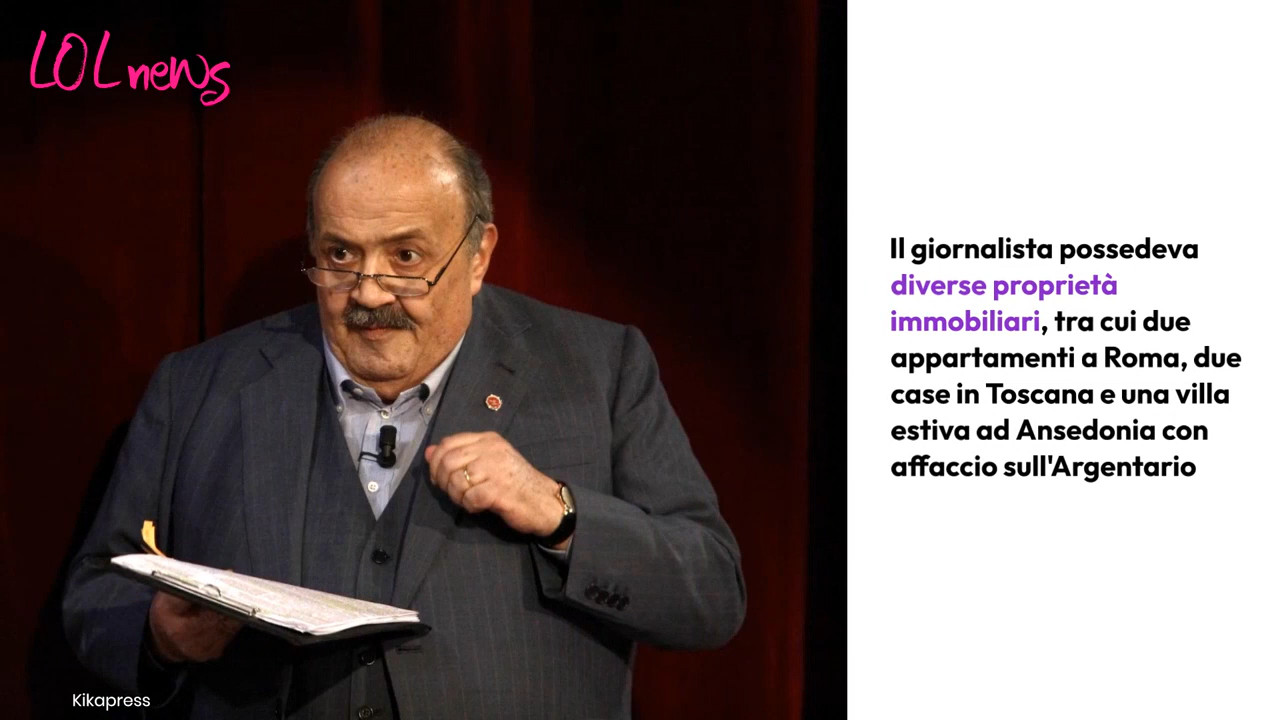 LOL news
Il giornalista possedeva
diverse proprietà
immobiliari, tra cui due
appartamenti a Roma, due
case in Toscana e una villa
estiva ad Ansedonia con
affaccio sull'Argentario
Kikapress